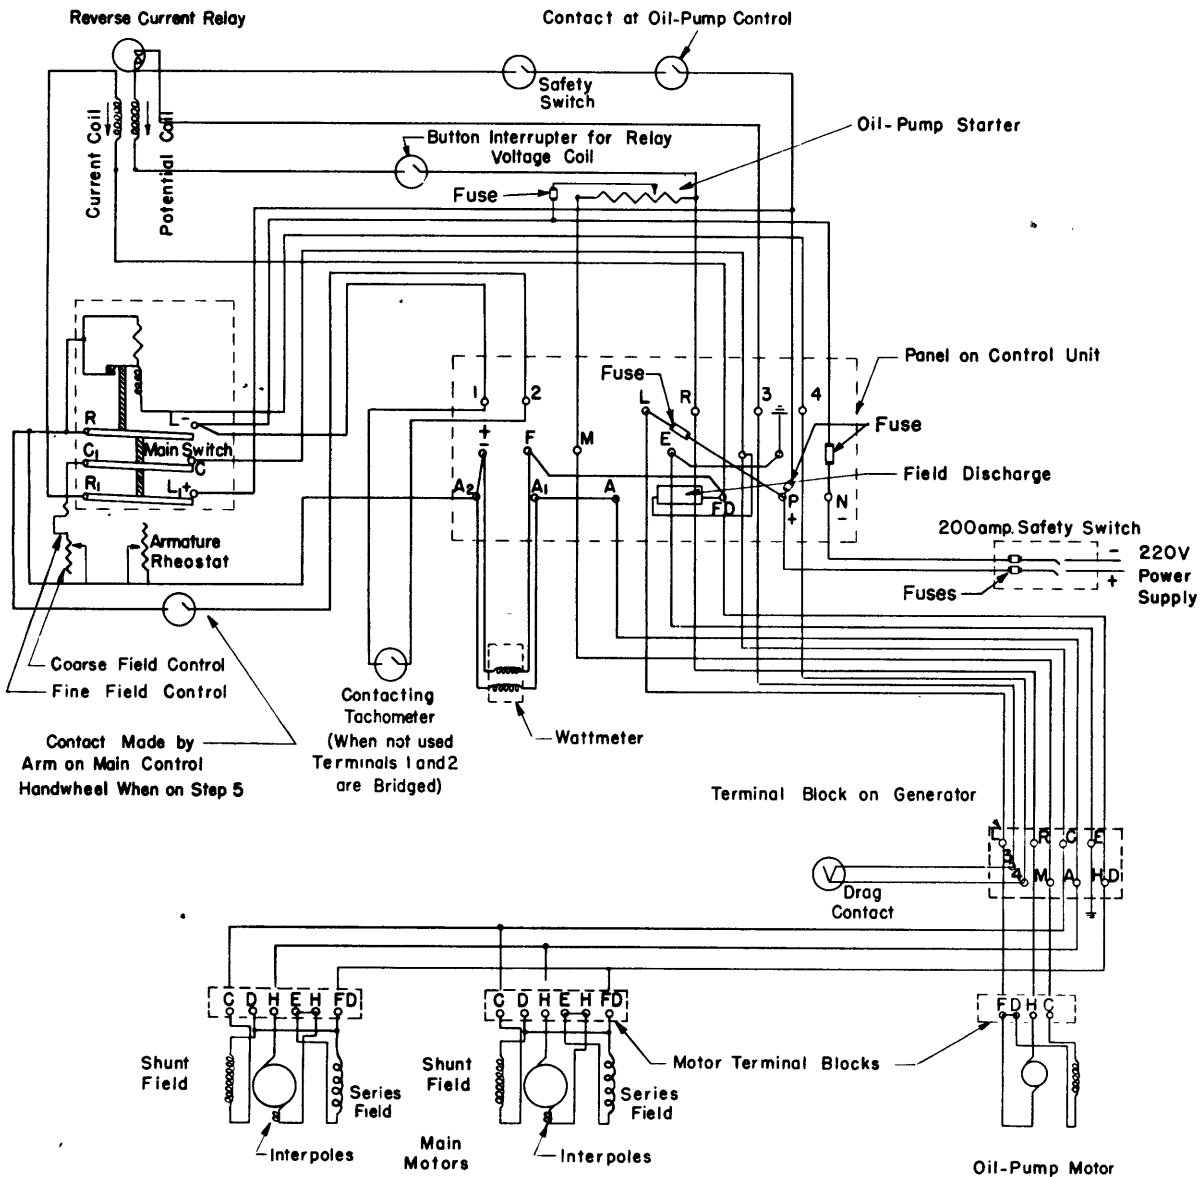 Reverse Current Relay
Contact at Oil-Pump Control
Safety
Switch
Oil-Pump Starter
Button Interrupter for Relay
Voltage Coil
Current Coil
Potential Coil
Fuse
Panel on Control Unit
Fuse
1
2
L
R
3
4
R
L-
Main Switch
C1
C
R1
L1+
+
-
F
M
E
Fuse
A2
A1
A
FD
P
+
N
-
Field Discharge
200amp. Safety Switch
Armature
Rheostat
-
220V
Power
Supply
+
Fuses
Coarse Field Control
Fine Field Control
Contacting
Tachometer
(When not used
Terminals 1 and 2
are Bridged)
Wattmeter
Contact Made by
Arm on Main Control
Handwheel When on Step 5
Terminal Block on Generator
L
R
C
E
3
4
M
A
H
D
V
Drag
Contact
C D H E H FD
C D H E H FD
F D H C
Shunt
Field
Series
Field
Interpoles
Shunt
Field
Series
Field
Interpoles
Main
Motors
Motor Terminal Blocks
Oil-Pump Motor